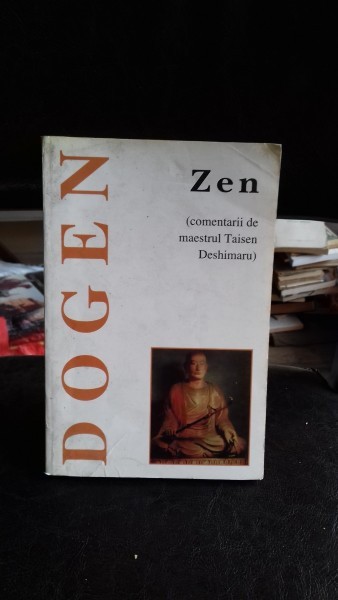 DOGEN
Zen
(comentarii de
maestrul Taisen
Deshimaru)